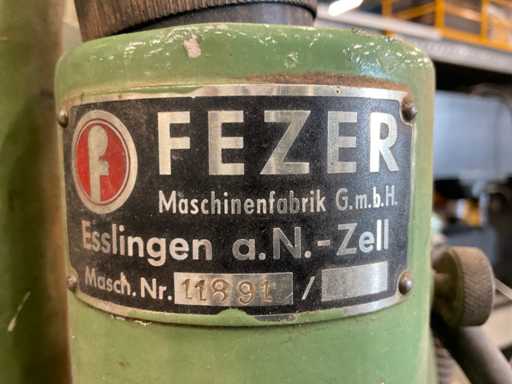 F FEZER
Maschinenfabrik G.m.b.H.
Esslingen a.N.-Zell
Masch. Nr. 11891 /